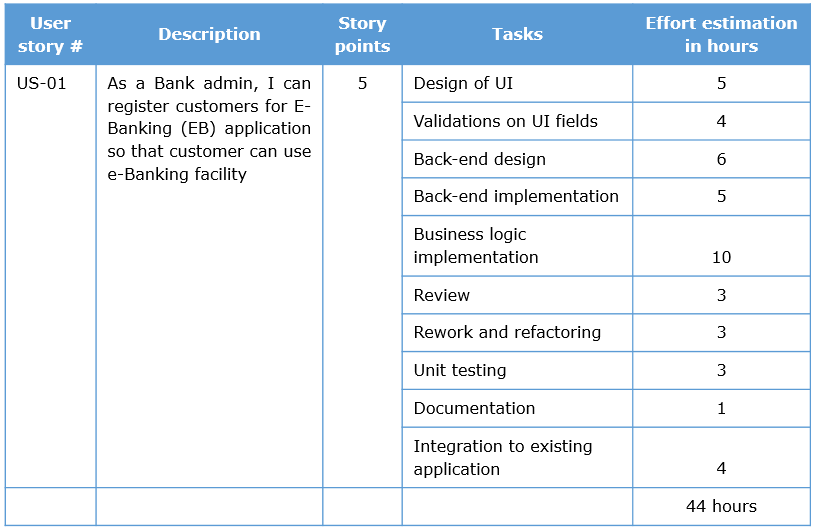 User story # Description Story points Tasks Effort estimation in hours
US-01
As a Bank admin, I can
register customers for E-
Banking (EB) application
so that customer can use
e-Banking facility
5
Design of UI 5
Validations on UI fields 4
Back-end design 6
Back-end implementation 5
Business logic
implementation 10
Review 3
Rework and refactoring 3
Unit testing 3
Documentation 1
Integration to existing
application 4
44 hours